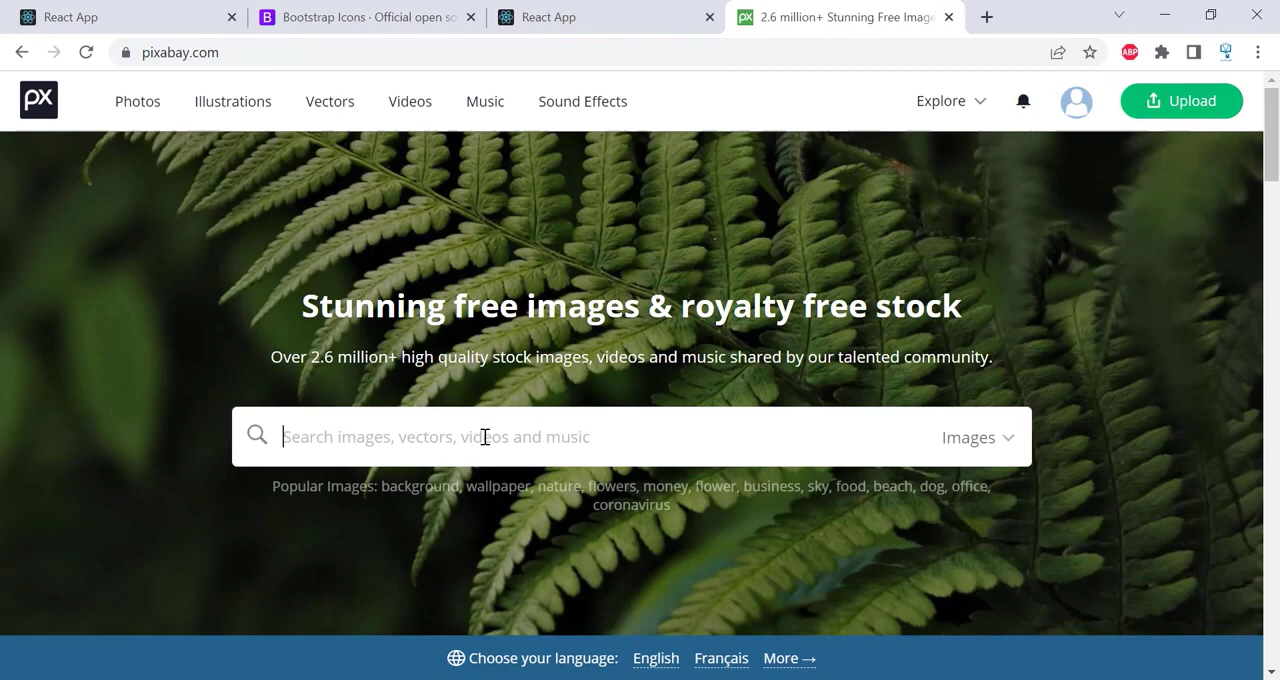 React App
Bootstrap Icons · Official open so
React App
2.6 million+ Stunning Free Image
pixabay.com
ABP
px
Photos Illustrations Vectors Videos Music Sound Effects Explore Upload
Stunning free images & royalty free stock
Over 2.6 million+ high quality stock images, videos and music shared by our talented community.
Search images, vectors, videos and music Images
Popular Images: background, wallpaper, nature, flowers, money, flower, business, sky, food, beach, dog, office,
coronavirus
Choose your language: English Français More →